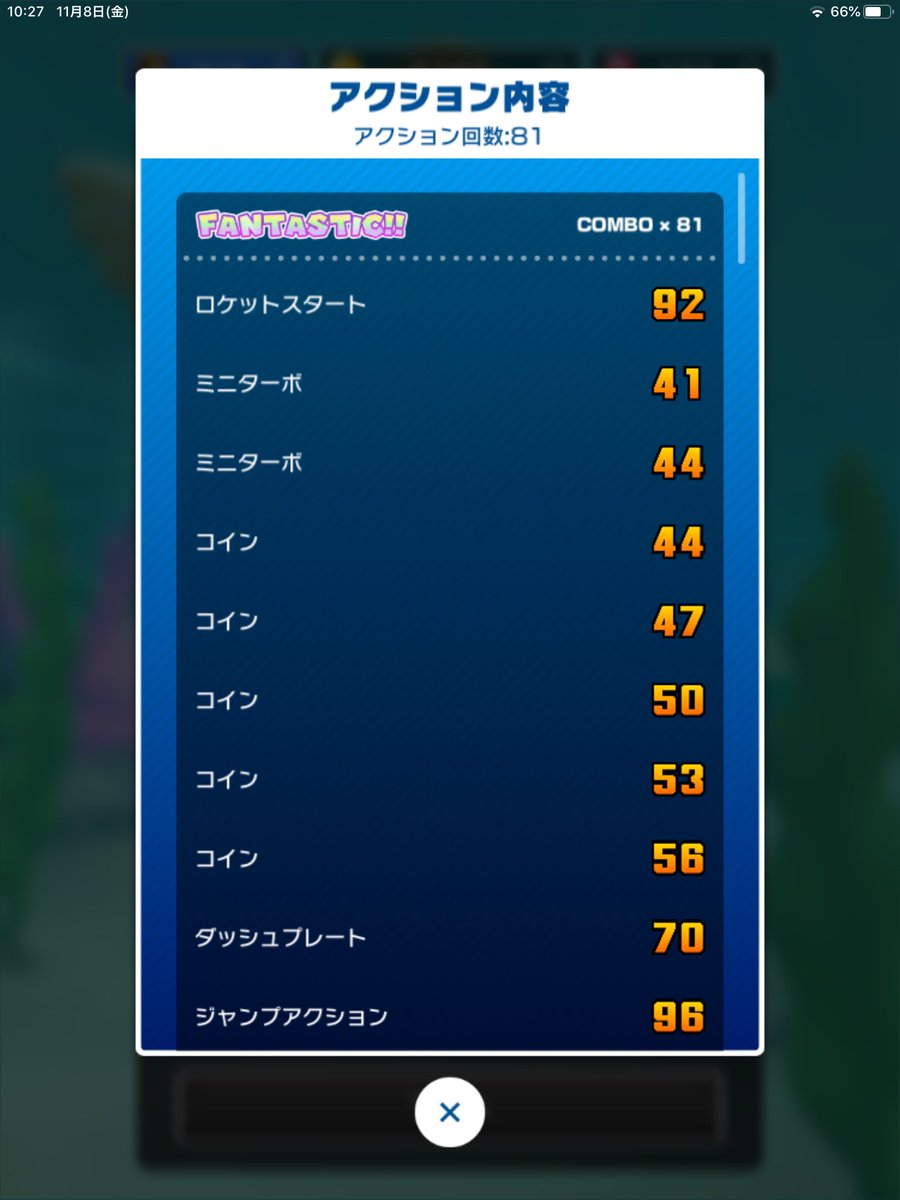 10:27 11月8日(金) 66%
アクション内容
アクション回数:81
FANTASTIC!! COMBO × 81
ロケットスタート 92
ミニターボ 41
ミニターボ 44
コイン 44
コイン 47
コイン 50
コイン 53
コイン 56
ダッシュプレート 70
ジャンプアクション 96